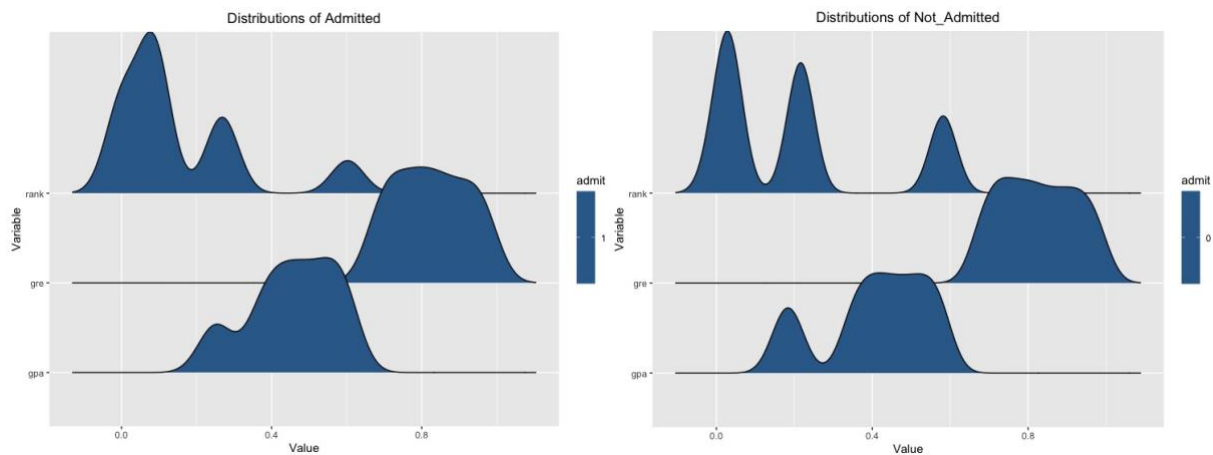 Distributions of Admitted
rank
gre
gpa
Variable
0.0
0.4
0.8
Value
admit
1
Distributions of Not_Admitted
rank
gre
gpa
Variable
0.0
0.4
0.8
Value
admit
0